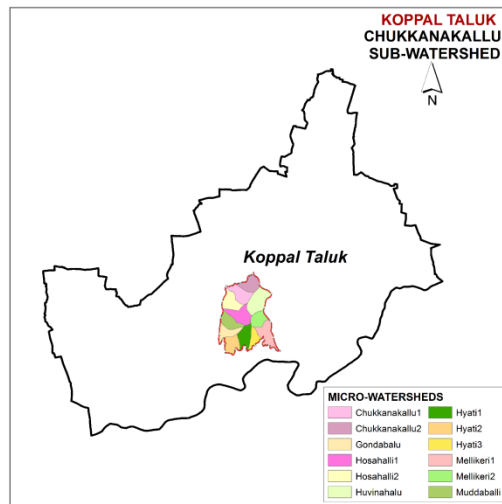 KOPPAL TALUK
CHUKKANAKALLU
SUB-WATERSHED
N
Koppal Taluk
MICRO-WATERSHEDS
Chukkanakallu1
Chukkanakallu2
Gondabalu
Hosahalli1
Hosahalli2
Huvinahalu
Hyati1
Hyati2
Hyati3
Mellikeri1
Mellikeri2
Muddaballi